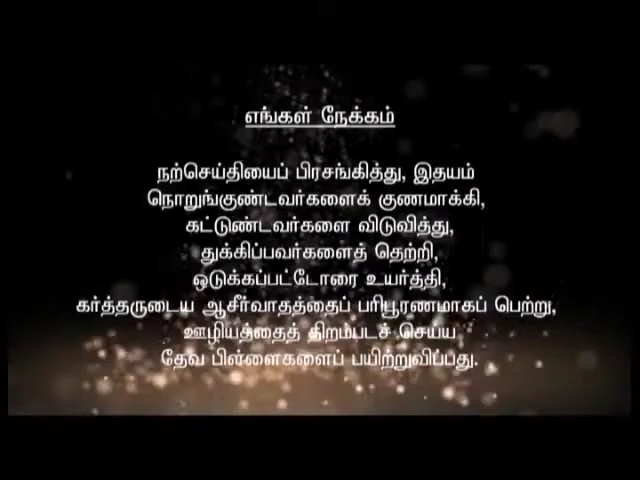 எங்கள் நேக்கம்
நற்செய்தியைப் பிரசங்கித்து, இதயம்
நொறுங்குண்டவர்களைக் குணமாக்கி,
கட்டுண்டவர்களை விடுவித்து,
துக்கிப்பவர்களைத் தெற்றி,
ஒடுக்கப்பட்டோரை உயர்த்தி,
கர்த்தருடைய ஆசீர்வாதத்தைப் பரிபூரணமாகப் பெற்று,
ஊழியத்தைத் திறம்படச் செய்ய
தேவ பிள்ளைகளைப் பயிற்றுவிப்பது.